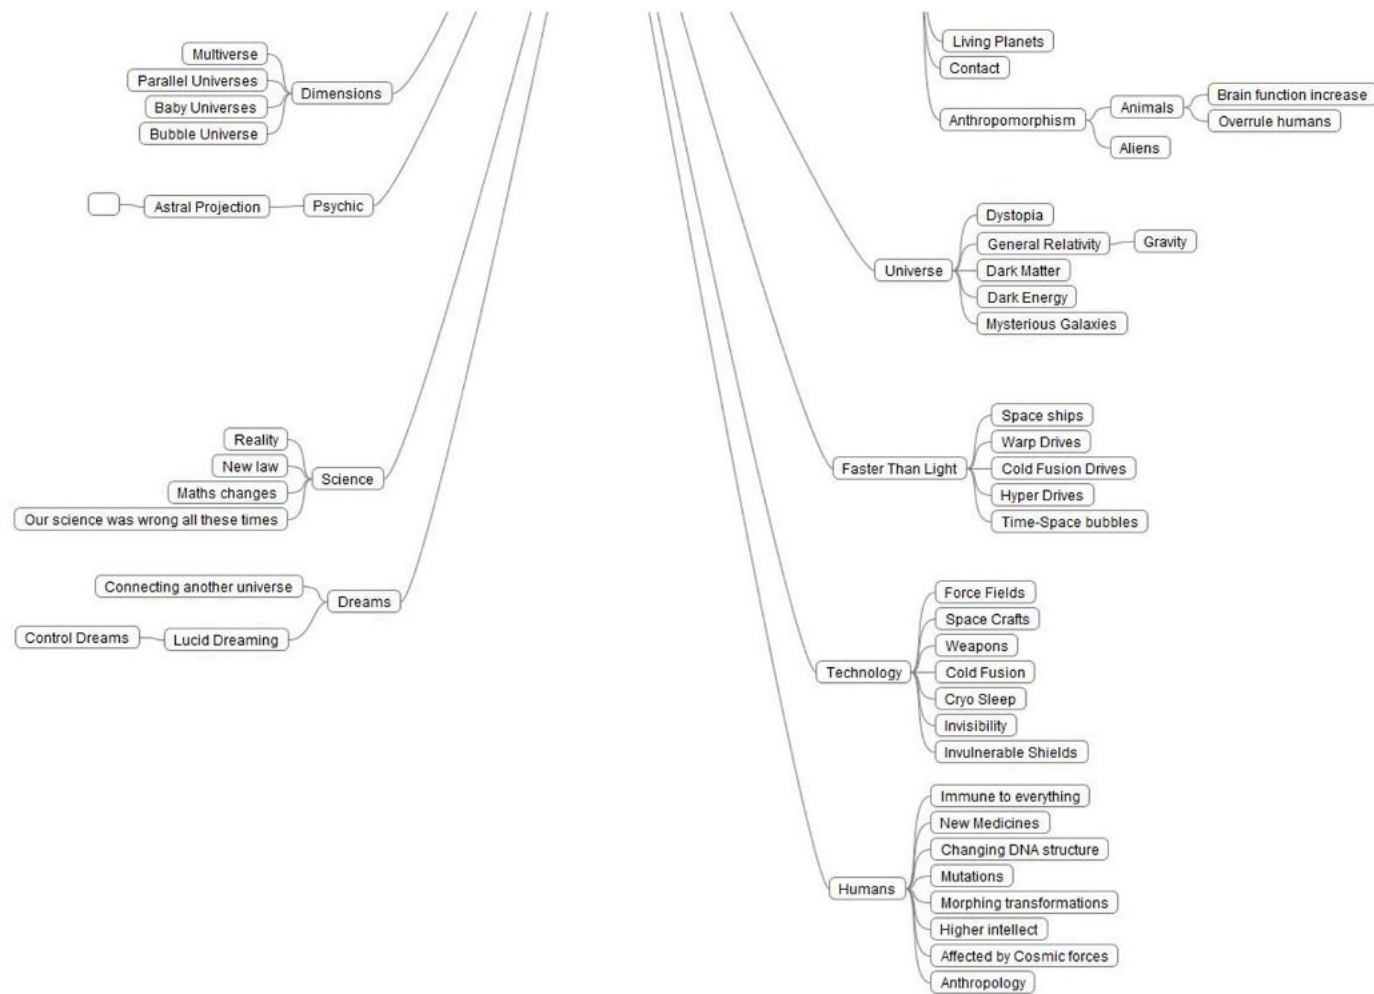 Multiverse
Parallel Universes
Baby Universes
Bubble Universe
Dimensions
Astral Projection
Psychic
Reality
New law
Maths changes
Our science was wrong all these times
Science
Connecting another universe
Dreams
Control Dreams
Lucid Dreaming
Living Planets
Contact
Anthropomorphism
Animals
Brain function increase
Overrule humans
Aliens
Universe
Dystopia
General Relativity
Gravity
Dark Matter
Dark Energy
Mysterious Galaxies
Faster Than Light
Space ships
Warp Drives
Cold Fusion Drives
Hyper Drives
Time-Space bubbles
Technology
Force Fields
Space Crafts
Weapons
Cold Fusion
Cryo Sleep
Invisibility
Invulnerable Shields
Humans
Immune to everything
New Medicines
Changing DNA structure
Mutations
Morphing transformations
Higher intellect
Affected by Cosmic forces
Anthropology